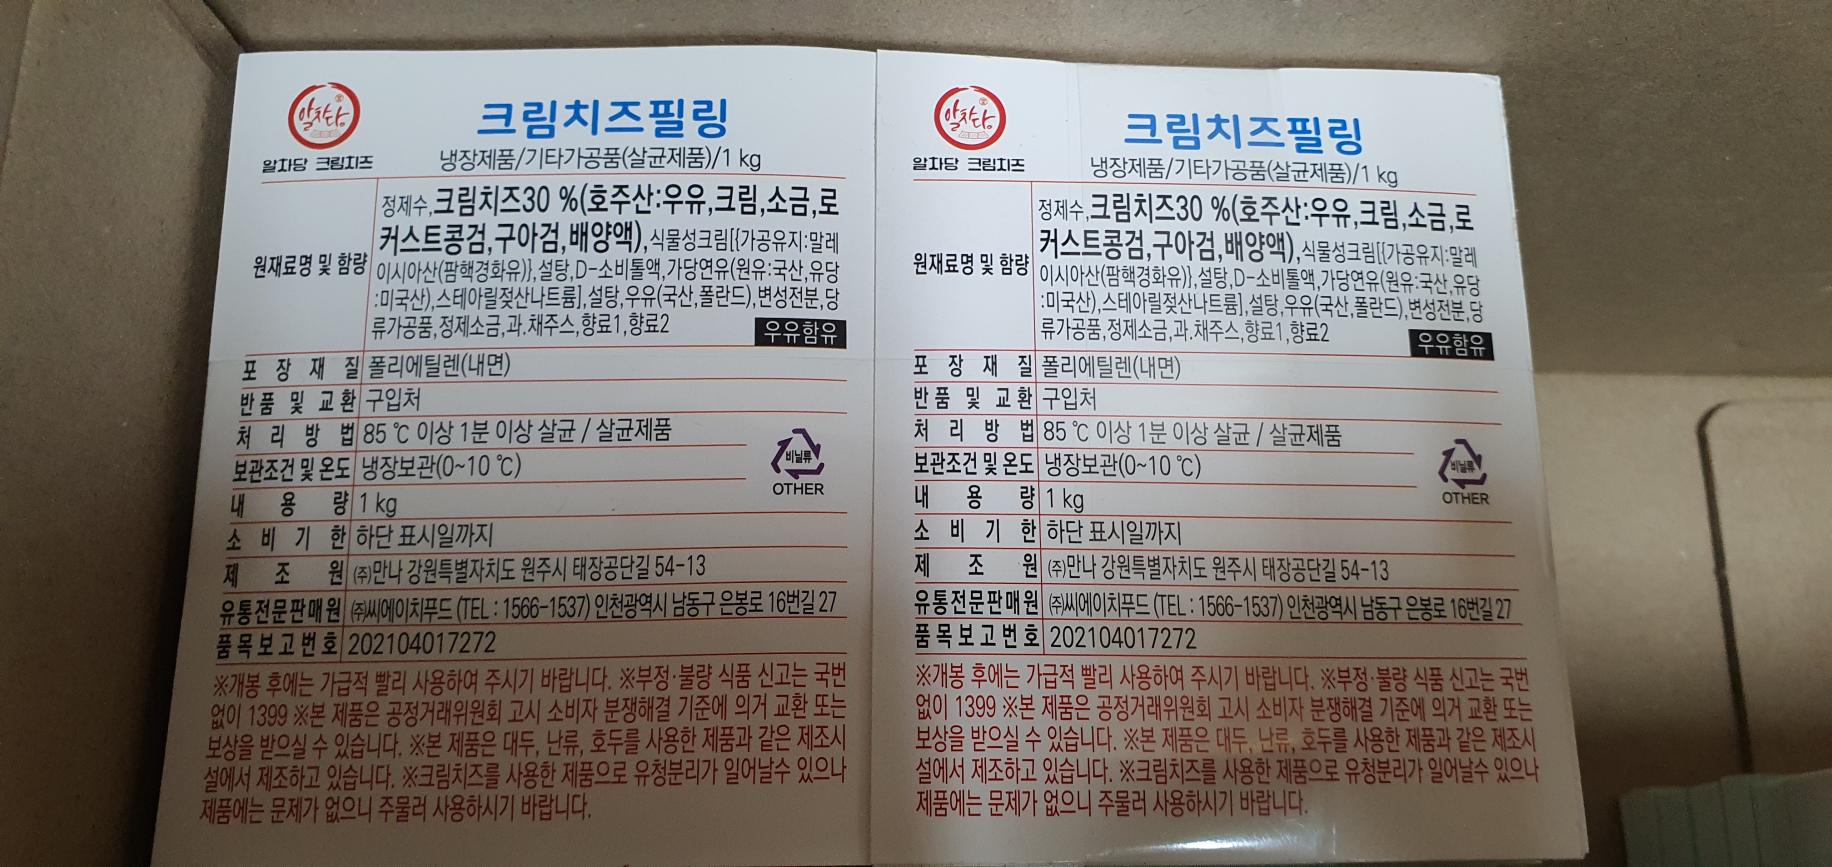 알차당
알차당 크림치즈
크림치즈필링
냉장제품/기타가공품(살균제품)/1 kg
원재료명 및 함량
정제수,크림치즈30 %(호주산:우유,크림,소금,로
커스트콩검,구아검,배양액),식물성크림[{가공유지:말레
이시아산(팜핵경화유)},설탕,D-소비톨액,가당연유(원유:국산,유당
:미국산),스테아릴젖산나트륨],설탕,우유(국산,폴란드),변성전분,당
류가공품,정제소금,과.채주스,향료1,향료2
우유함유
포 장 재 질 폴리에틸렌(내면)
반품 및 교환 구입처
처 리 방 법 85 ℃ 이상 1분 이상 살균 / 살균제품
보관조건 및 온도 냉장보관(0~10 ℃)
비닐류
OTHER
내 용 량 1 kg
소 비 기 한 하단 표시일까지
제 조 원 ㈜만나 강원특별자치도 원주시 태장공단길 54-13
유통전문판매원 ㈜씨에이치푸드 (TEL : 1566-1537) 인천광역시 남동구 은봉로 16번길 27
품목보고번호 202104017272
※개봉 후에는 가급적 빨리 사용하여 주시기 바랍니다. ※부정·불량 식품 신고는 국번
없이 1399 ※본 제품은 공정거래위원회 고시 소비자 분쟁해결 기준에 의거 교환 또는
보상을 받으실 수 있습니다. ※본 제품은 대두, 난류, 호두를 사용한 제품과 같은 제조시
설에서 제조하고 있습니다. ※크림치즈를 사용한 제품으로 유청분리가 일어날수 있으나
제품에는 문제가 없으니 주물러 사용하시기 바랍니다.
알차당
알차당 크림치즈
크림치즈필링
냉장제품/기타가공품(살균제품)/1 kg
원재료명 및 함량
정제수,크림치즈30 %(호주산:우유,크림,소금,로
커스트콩검,구아검,배양액),식물성크림[{가공유지:말레
이시아산(팜핵경화유)},설탕,D-소비톨액,가당연유(원유:국산,유당
:미국산),스테아릴젖산나트륨],설탕,우유(국산,폴란드),변성전분,당
류가공품,정제소금,과.채주스,향료1,향료2
우유함유
포 장 재 질 폴리에틸렌(내면)
반품 및 교환 구입처
처 리 방 법 85 ℃ 이상 1분 이상 살균 / 살균제품
보관조건 및 온도 냉장보관(0~10 ℃)
비닐류
OTHER
내 용 량 1 kg
소 비 기 한 하단 표시일까지
제 조 원 ㈜만나 강원특별자치도 원주시 태장공단길 54-13
유통전문판매원 ㈜씨에이치푸드 (TEL : 1566-1537) 인천광역시 남동구 은봉로 16번길 27
품목보고번호 202104017272
※개봉 후에는 가급적 빨리 사용하여 주시기 바랍니다. ※부정·불량 식품 신고는 국번
없이 1399 ※본 제품은 공정거래위원회 고시 소비자 분쟁해결 기준에 의거 교환 또는
보상을 받으실 수 있습니다. ※본 제품은 대두, 난류, 호두를 사용한 제품과 같은 제조시
설에서 제조하고 있습니다. ※크림치즈를 사용한 제품으로 유청분리가 일어날수 있으나
제품에는 문제가 없으니 주물러 사용하시기 바랍니다.